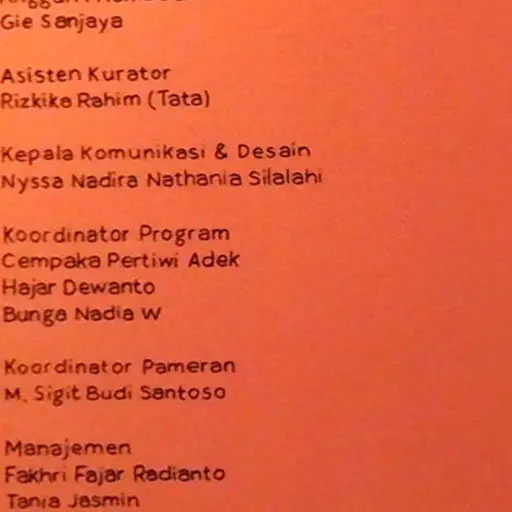 Gie Sanjaya
Asisten Kurator
Rizkika Rahim (Tata)
Kepala Komunikasi & Desain
Nyssa Nadira Nathania Silalahi
Koordinator Program
Cempaka Pertiwi Adek
Hajar Dewanto
Bunga Nadia W
Koordinator Pameran
M. Sigit Budi Santoso
Manajemen
Fakhri Fajar Radianto
Tania Jasmin